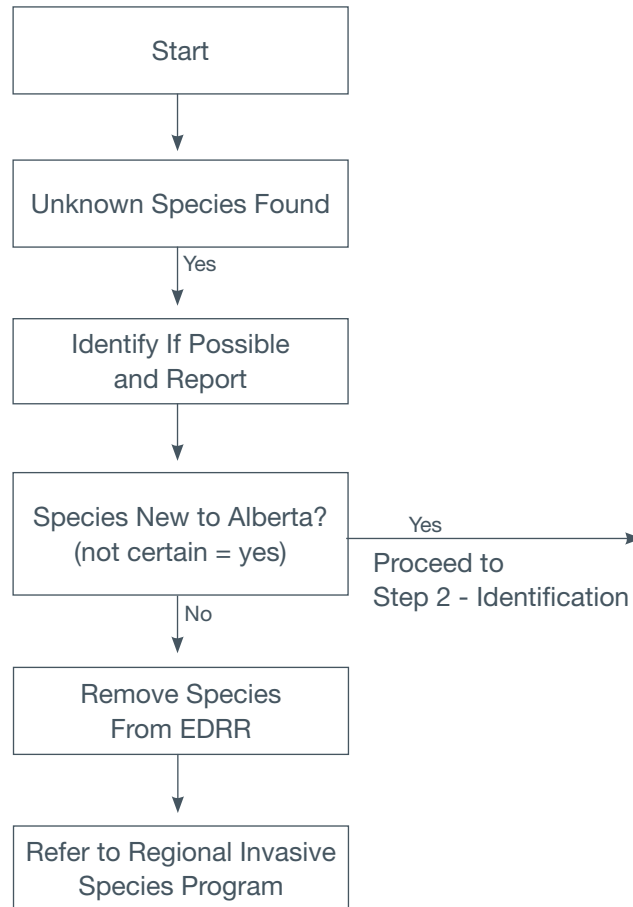 Start
Unknown Species Found
Yes
Identify If Possible
and Report
Species New to Alberta?
(not certain = yes)
Yes
Proceed to
Step 2 - Identification
No
Remove Species
From EDRR
Refer to Regional Invasive
Species Program